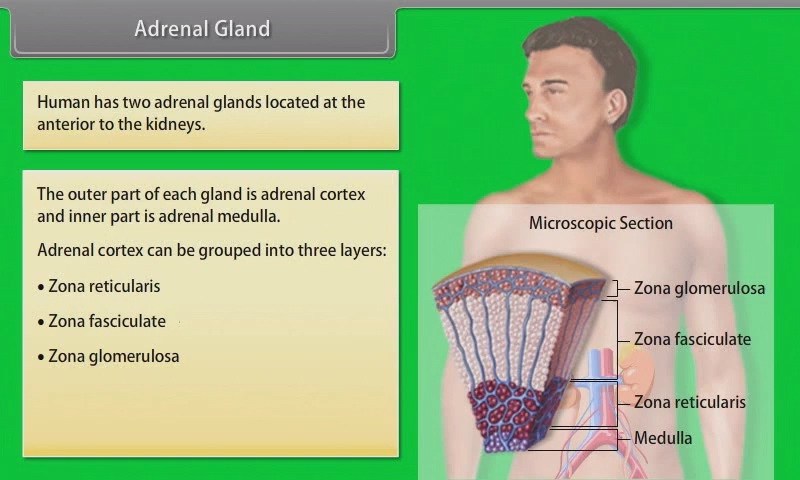 Adrenal Gland
Human has two adrenal glands located at the
anterior to the kidneys.
The outer part of each gland is adrenal cortex
and inner part is adrenal medulla.
Adrenal cortex can be grouped into three layers:
• Zona reticularis
• Zona fasciculate
• Zona glomerulosa
Microscopic Section
Zona glomerulosa
Zona fasciculate
Zona reticularis
Medulla